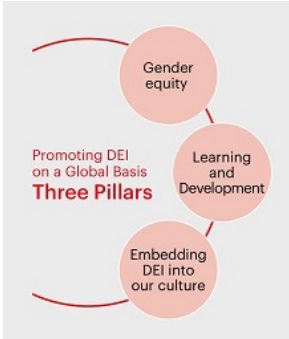 Gender
equity
Promoting DEI
on a Global Basis
Three Pillars
Learning
and
Development
Embedding
DEI into
our culture